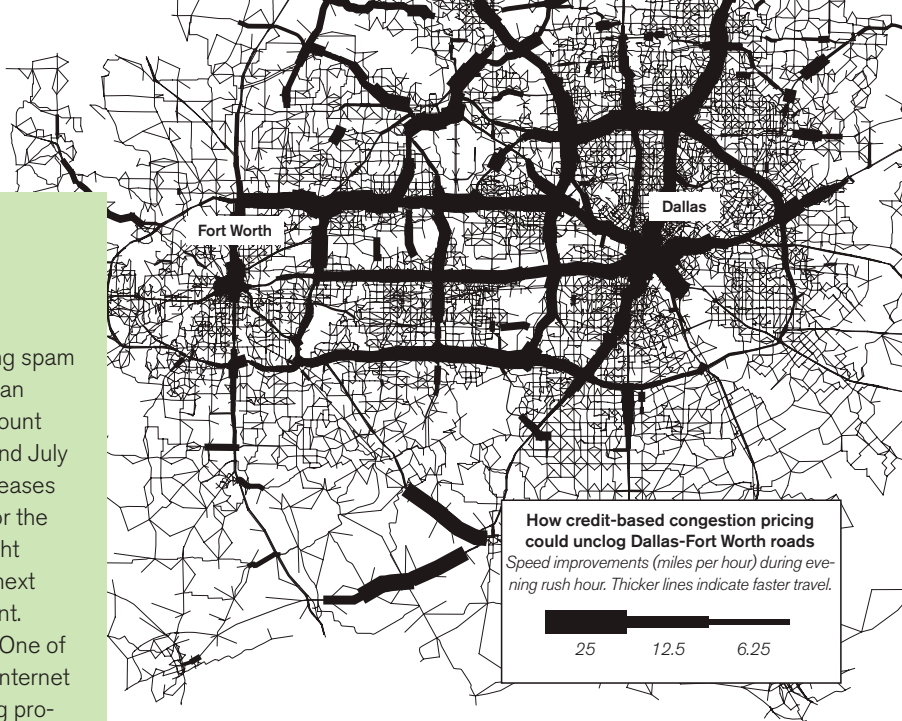 Dallas
Fort Worth
ng spam
an
ount
nd July
eases
or the
ht
next
nt.
One of
nternet
g pro-
How credit-based congestion pricing
could unclog Dallas-Fort Worth roads
Speed improvements (miles per hour) during eve-
ning rush hour. Thicker lines indicate faster travel.
25 12.5 6.25